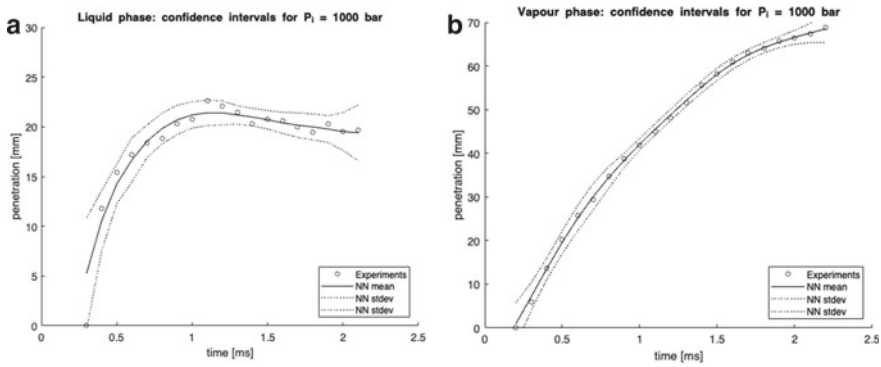 a
Liquid phase: confidence intervals for Pi = 1000 bar
30
25
20
15
10
5
0
penetration [mm]
0 0.5 1 1.5 2 2.5
time [ms]
Experiments
NN mean
NN stdev
NN stdev
b
Vapour phase: confidence intervals for Pi = 1000 bar
70
60
50
40
30
20
10
0
penetration [mm]
0 0.5 1 1.5 2 2.5
time [ms]
Experiments
NN mean
NN stdev
NN stdev